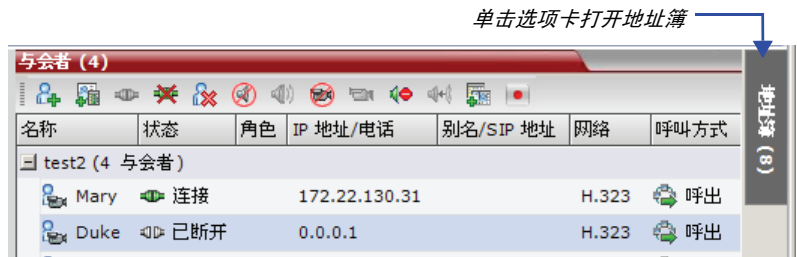 单击选项卡打开地址簿
与会者 (4)
名称 状态 角色 IP 地址/电话 别名/SIP 地址 网络 呼叫方式
test2 (4 与会者)
Mary 连接 172.22.130.31 H.323 呼出
Duke 已断开 0.0.0.1 H.323 呼出
地址簿 (8)